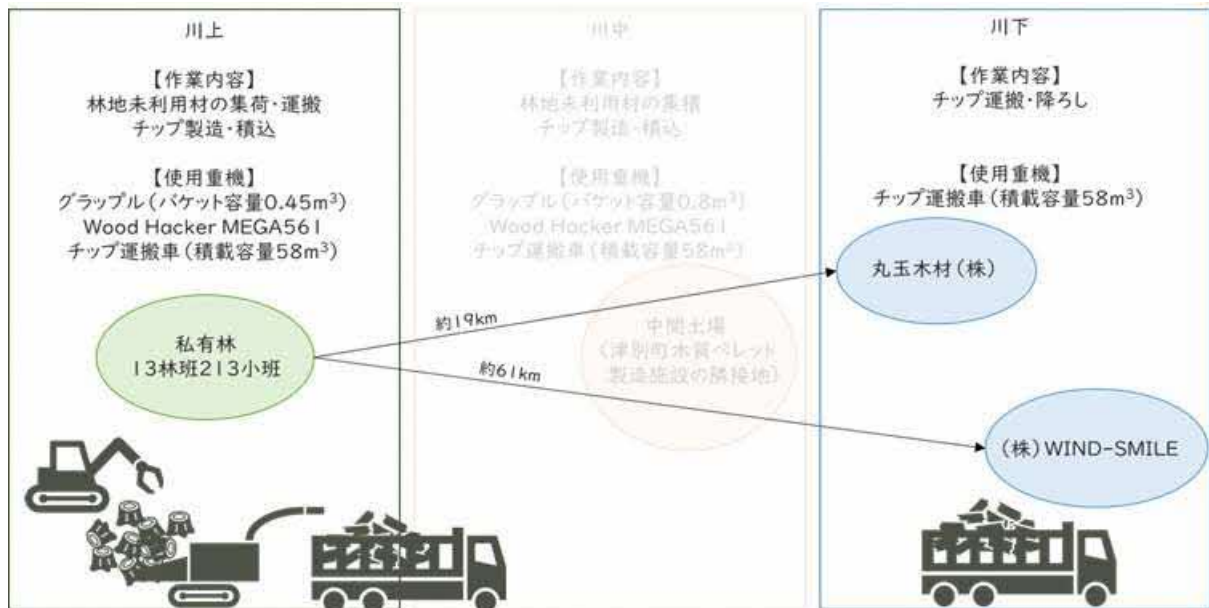 川上
【作業内容】
林地未利用材の集荷・運搬
チップ製造・積込
【使用重機】
グラップル(バケット容量0.45m³)
Wood Hacker MEGA561
チップ運搬車(積載容量58m³)
私有林
13林班213小班
川中
【作業内容】
林地未利用材の集積
チップ製造・積込
【使用重機】
グラップル(バケット容量0.8m³)
Wood Hacker MEGA561
チップ運搬車(積載容量58m³)
中間土場
(津別町木質ペレット
製造施設の隣接地)
約19km
約61km
川下
【作業内容】
チップ運搬・降ろし
【使用重機】
チップ運搬車(積載容量58m³)
丸玉木材(株)
(株)WIND-SMILE